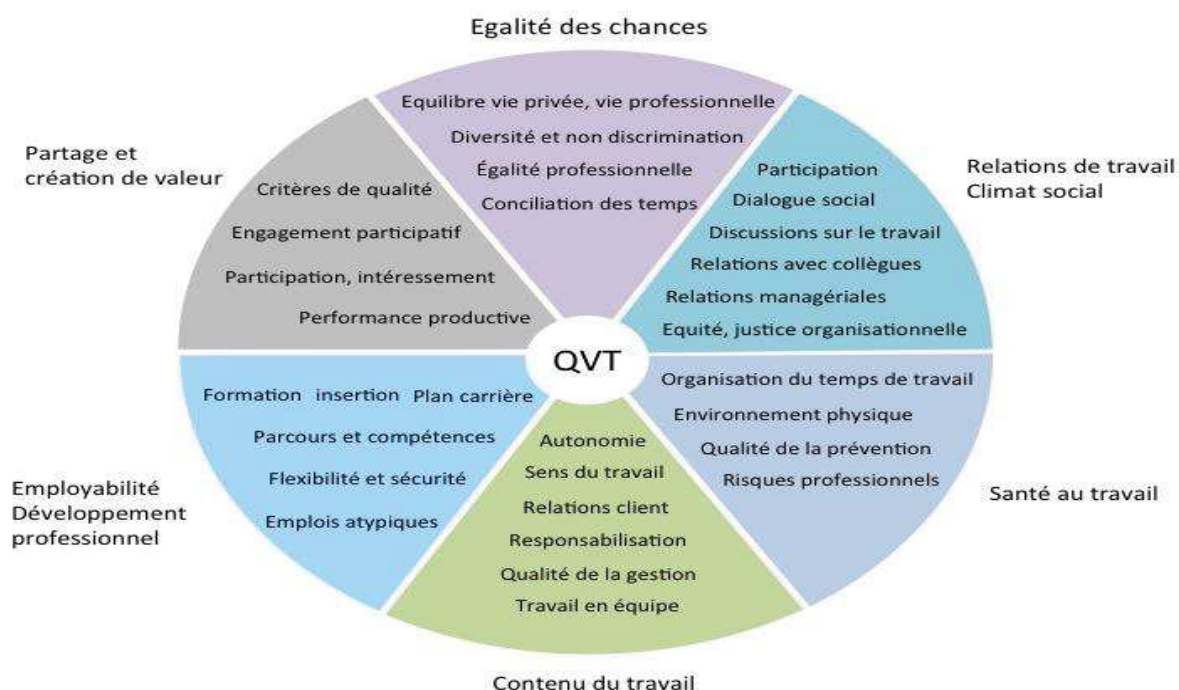 Egalité des chances
Equilibre vie privée, vie professionnelle
Diversité et non discrimination
Égalité professionnelle
Conciliation des temps
Relations de travail
Climat social
Participation
Dialogue social
Discussions sur le travail
Relations avec collègues
Relations managériales
Equité, justice organisationnelle
Santé au travail
Organisation du temps de travail
Environnement physique
Qualité de la prévention
Risques professionnels
Contenu du travail
Autonomie
Sens du travail
Relations client
Responsabilisation
Qualité de la gestion
Travail en équipe
Employabilité
Développement
professionnel
Formation insertion Plan carrière
Parcours et compétences
Flexibilité et sécurité
Emplois atypiques
Partage et
création de valeur
Critères de qualité
Engagement participatif
Participation, intéressement
Performance productive
QVT